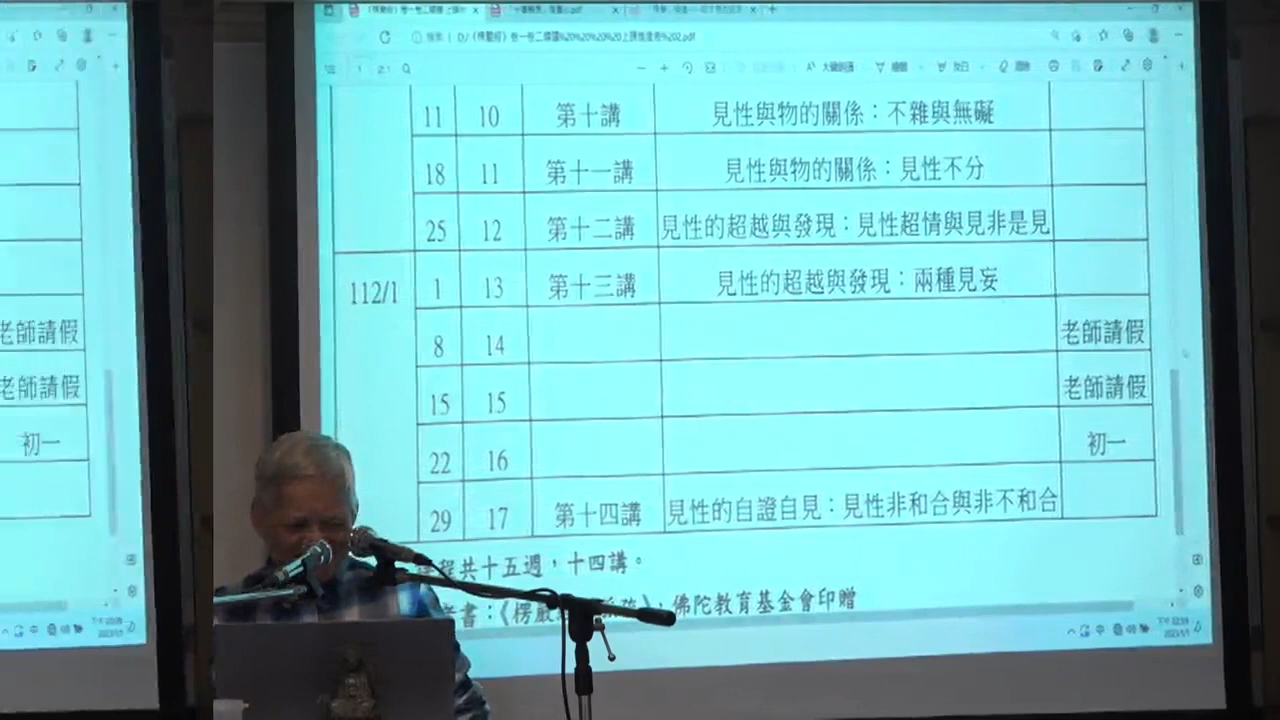 老師請假
老師請假
初一
11 10 第十講 見性與物的關係：不雜與無礙
18 11 第十一講 見性與物的關係：見性不分
25 12 第十二講 見性的超越與發現：見性超情與見非是見
112/1 1 13 第十三講 見性的超越與發現：兩種見妄
8 14 老師請假
15 15 老師請假
22 16 初一
29 17 第十四講 見性的自證自見：見性非和合與非不和合
程共十五週，十四講。
書：《楞嚴 》，佛陀教育基金會印贈